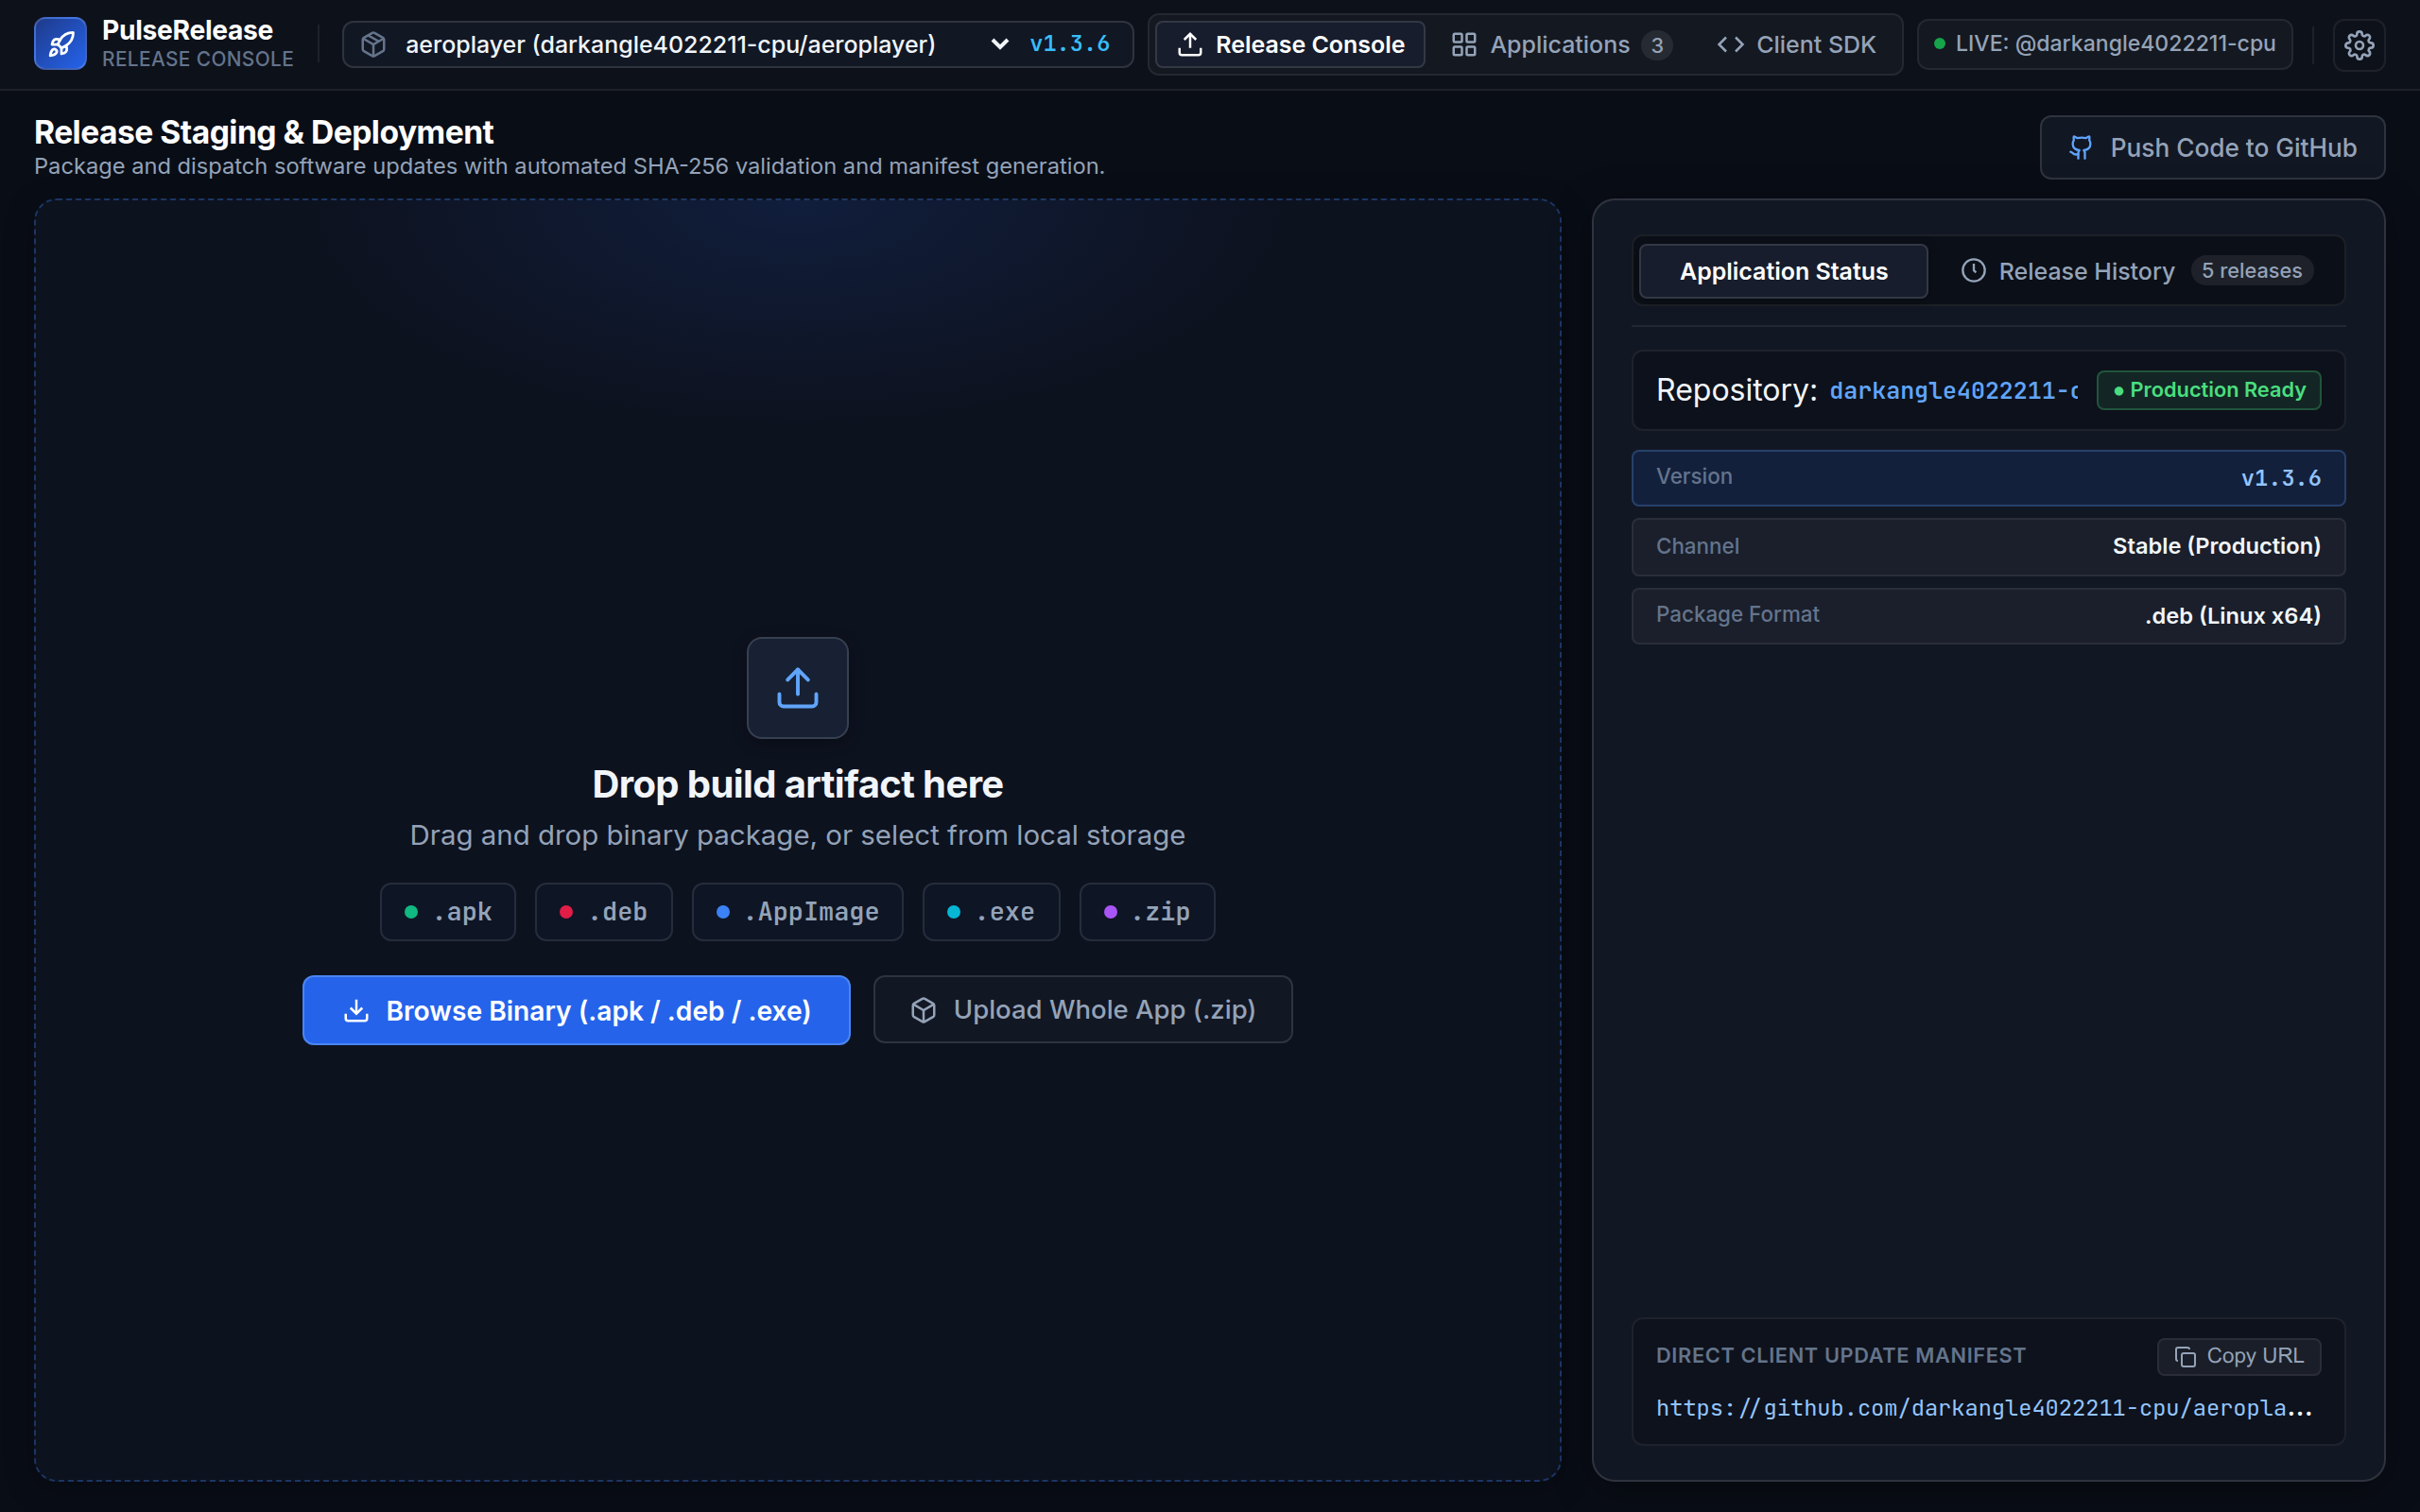 PulseRelease
RELEASE CONSOLE
aeroplayer (darkangle4022211-cpu/aeroplayer)
v1.3.6
Release Console
Applications 3
Client SDK
LIVE: @darkangle4022211-cpu
Release Staging & Deployment
Package and dispatch software updates with automated SHA-256 validation and manifest generation.
Push Code to GitHub
Drop build artifact here
Drag and drop binary package, or select from local storage
.apk
.deb
.AppImage
.exe
.zip
Browse Binary (.apk / .deb / .exe)
Upload Whole App (.zip)
Application Status
Release History 5 releases
Repository: darkangle4022211-c
Production Ready
Version v1.3.6
Channel Stable (Production)
Package Format .deb (Linux x64)
DIRECT CLIENT UPDATE MANIFEST
Copy URL
https://github.com/darkangle4022211-cpu/aeropla...